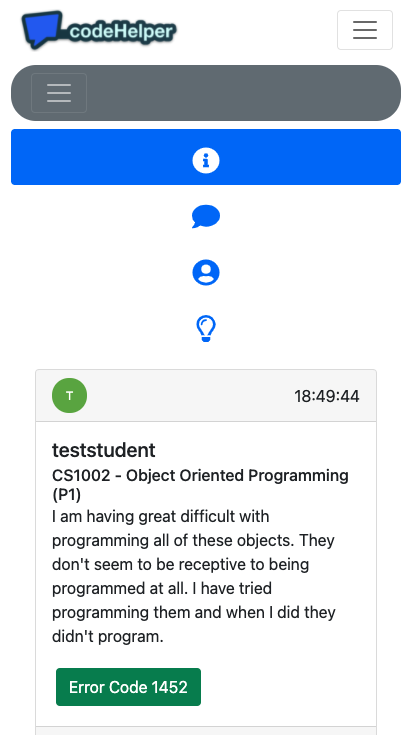 codeHelper
T
18:49:44
teststudent
CS1002 - Object Oriented Programming
(P1)
I am having great difficult with
programming all of these objects. They
don't seem to be receptive to being
programmed at all. I have tried
programming them and when I did they
didn't program.
Error Code 1452